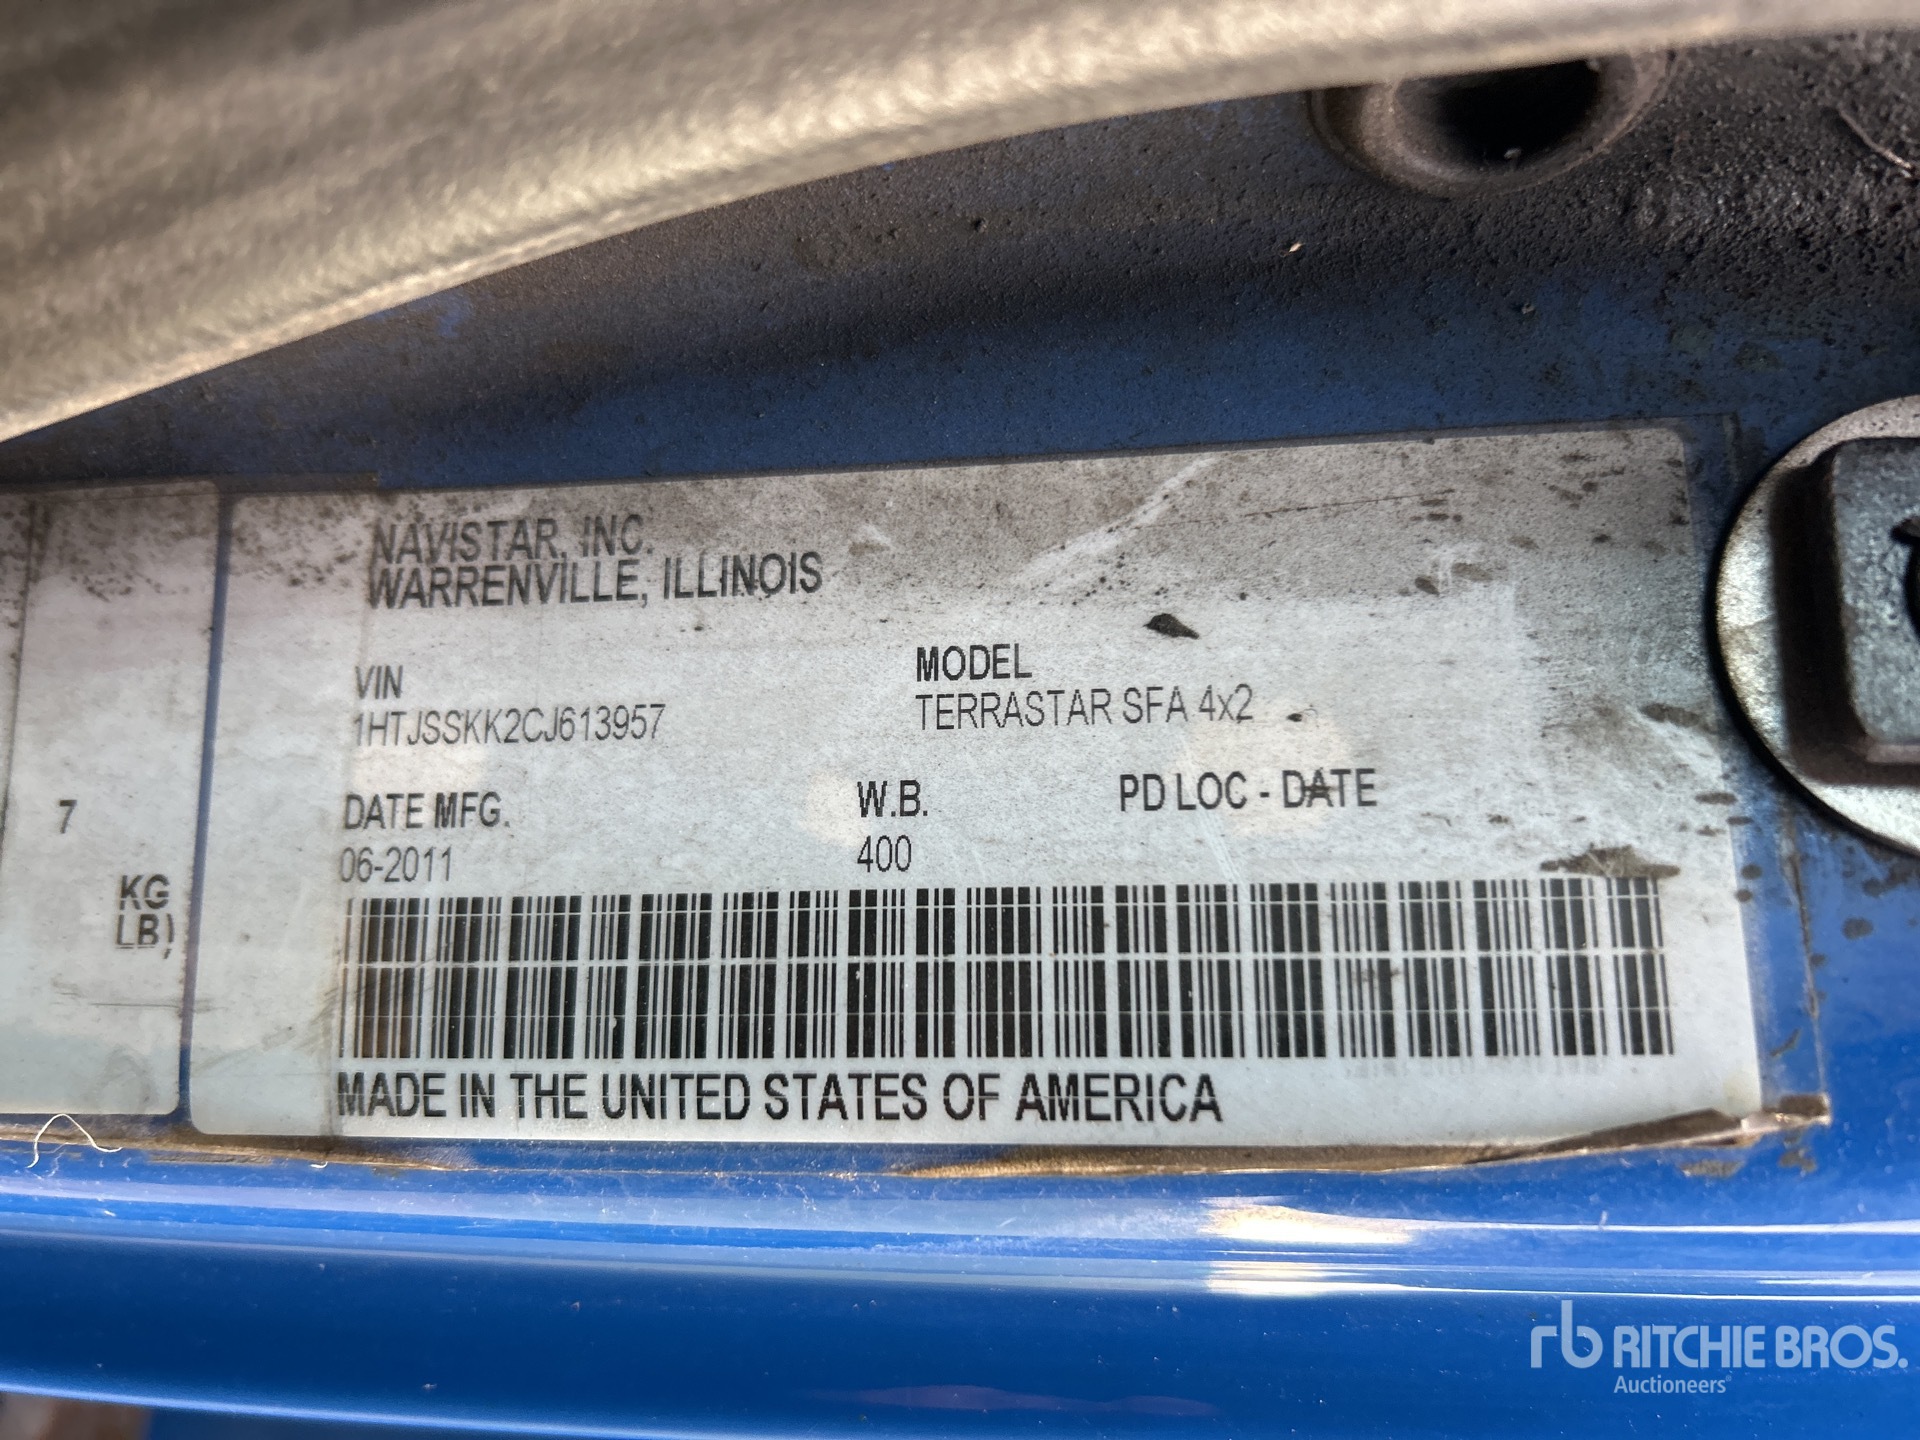 NAVISTAR, INC.
WARRENVILLE, ILLINOIS
VIN
1HTJSSKK2CJ613957
MODEL
TERRASTAR SFA 4x2
DATE MFG.
06-2011
W.B.
400
PD LOC - DATE
MADE IN THE UNITED STATES OF AMERICA
7
KG
LB)
rb RITCHIE BROS.
Auctioneers